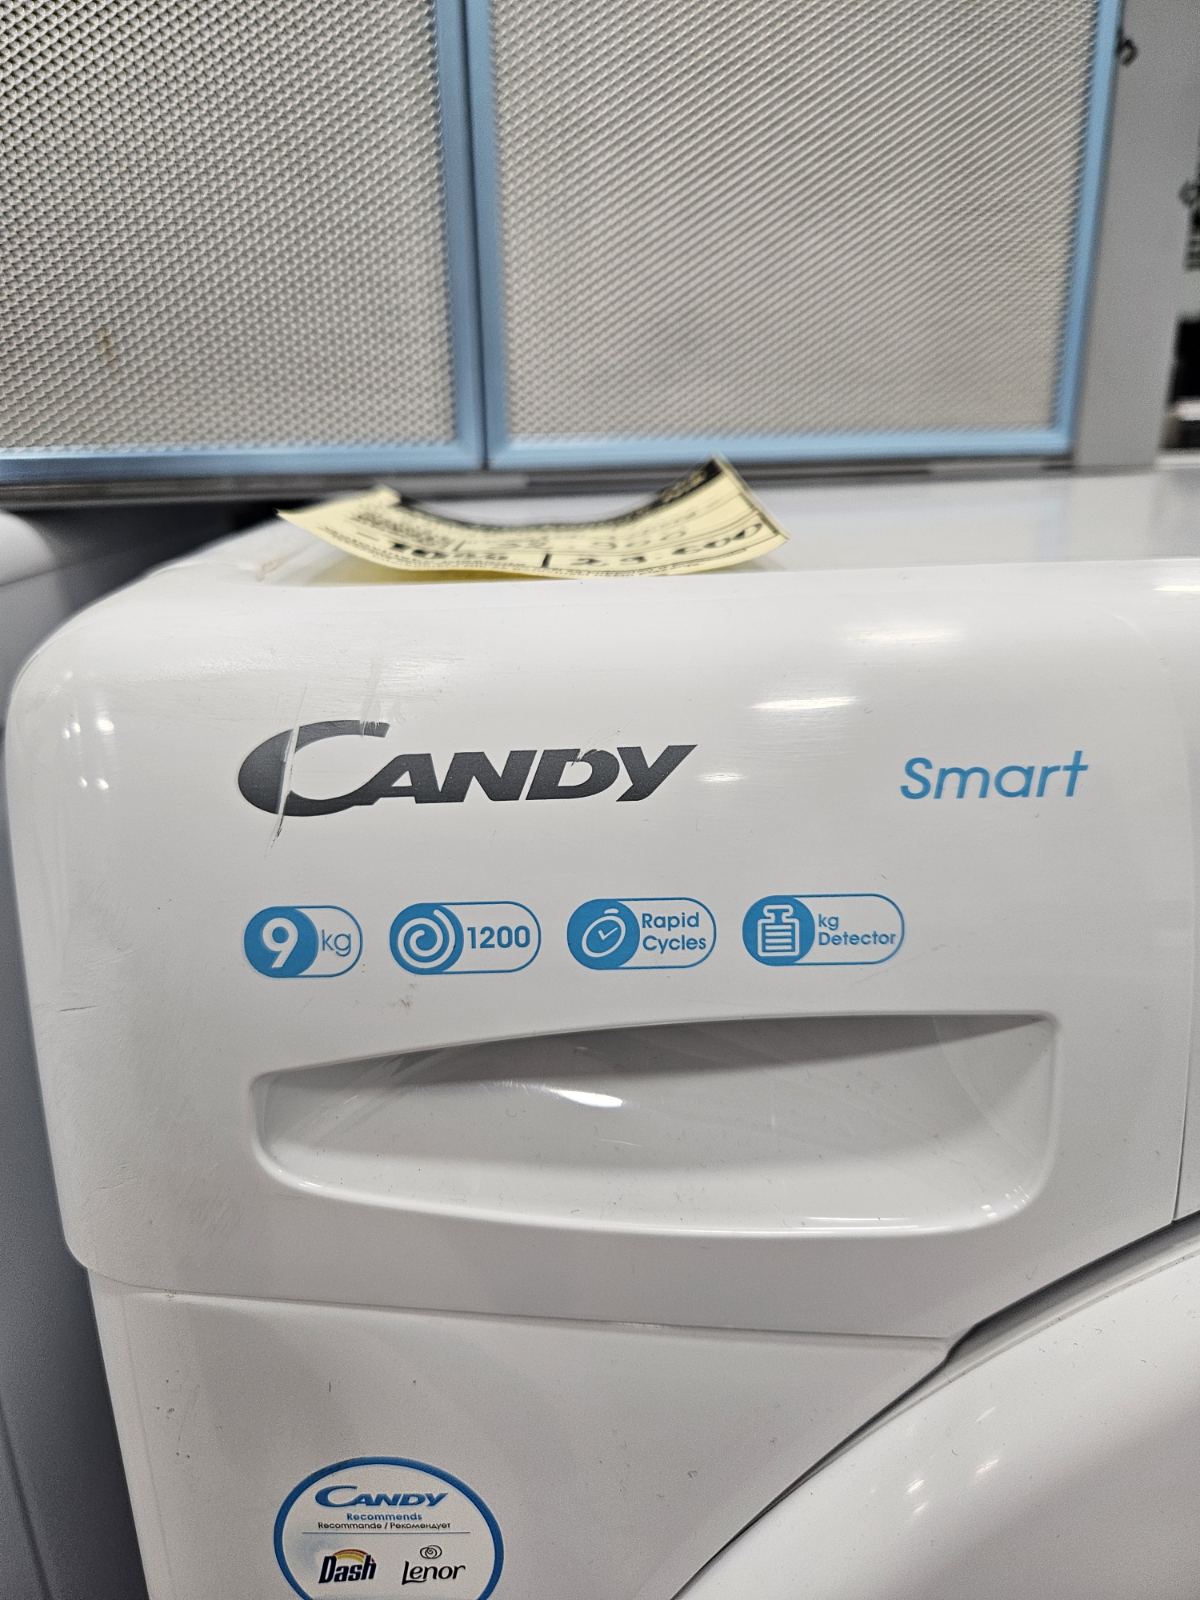 CANDY
Smart
9 kg
1200
Rapid
Cycles
kg
Detector
CANDY
Recommends
Recommande / Рекомендует
Dash
Lenor